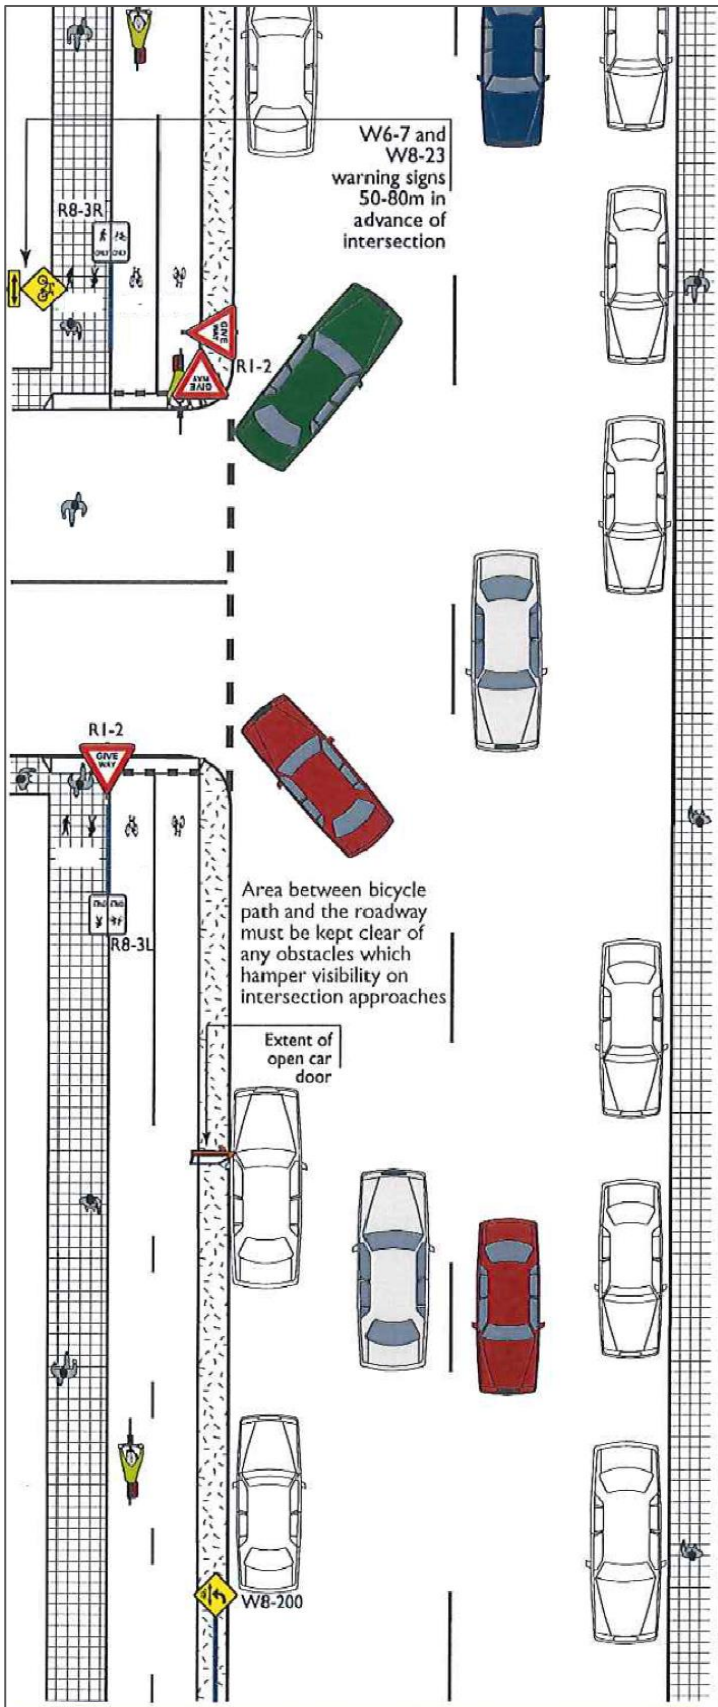 W6-7 and
W8-23
warning signs
50-80m in
advance of
intersection
R8-3R
GIVE
WAY
R1-2
GIVE
WAY
R1-2
GIVE
WAY
R8-3L
Area between bicycle
path and the roadway
must be kept clear of
any obstacles which
hamper visibility on
intersection approaches
Extent of
open car
door
W8-200